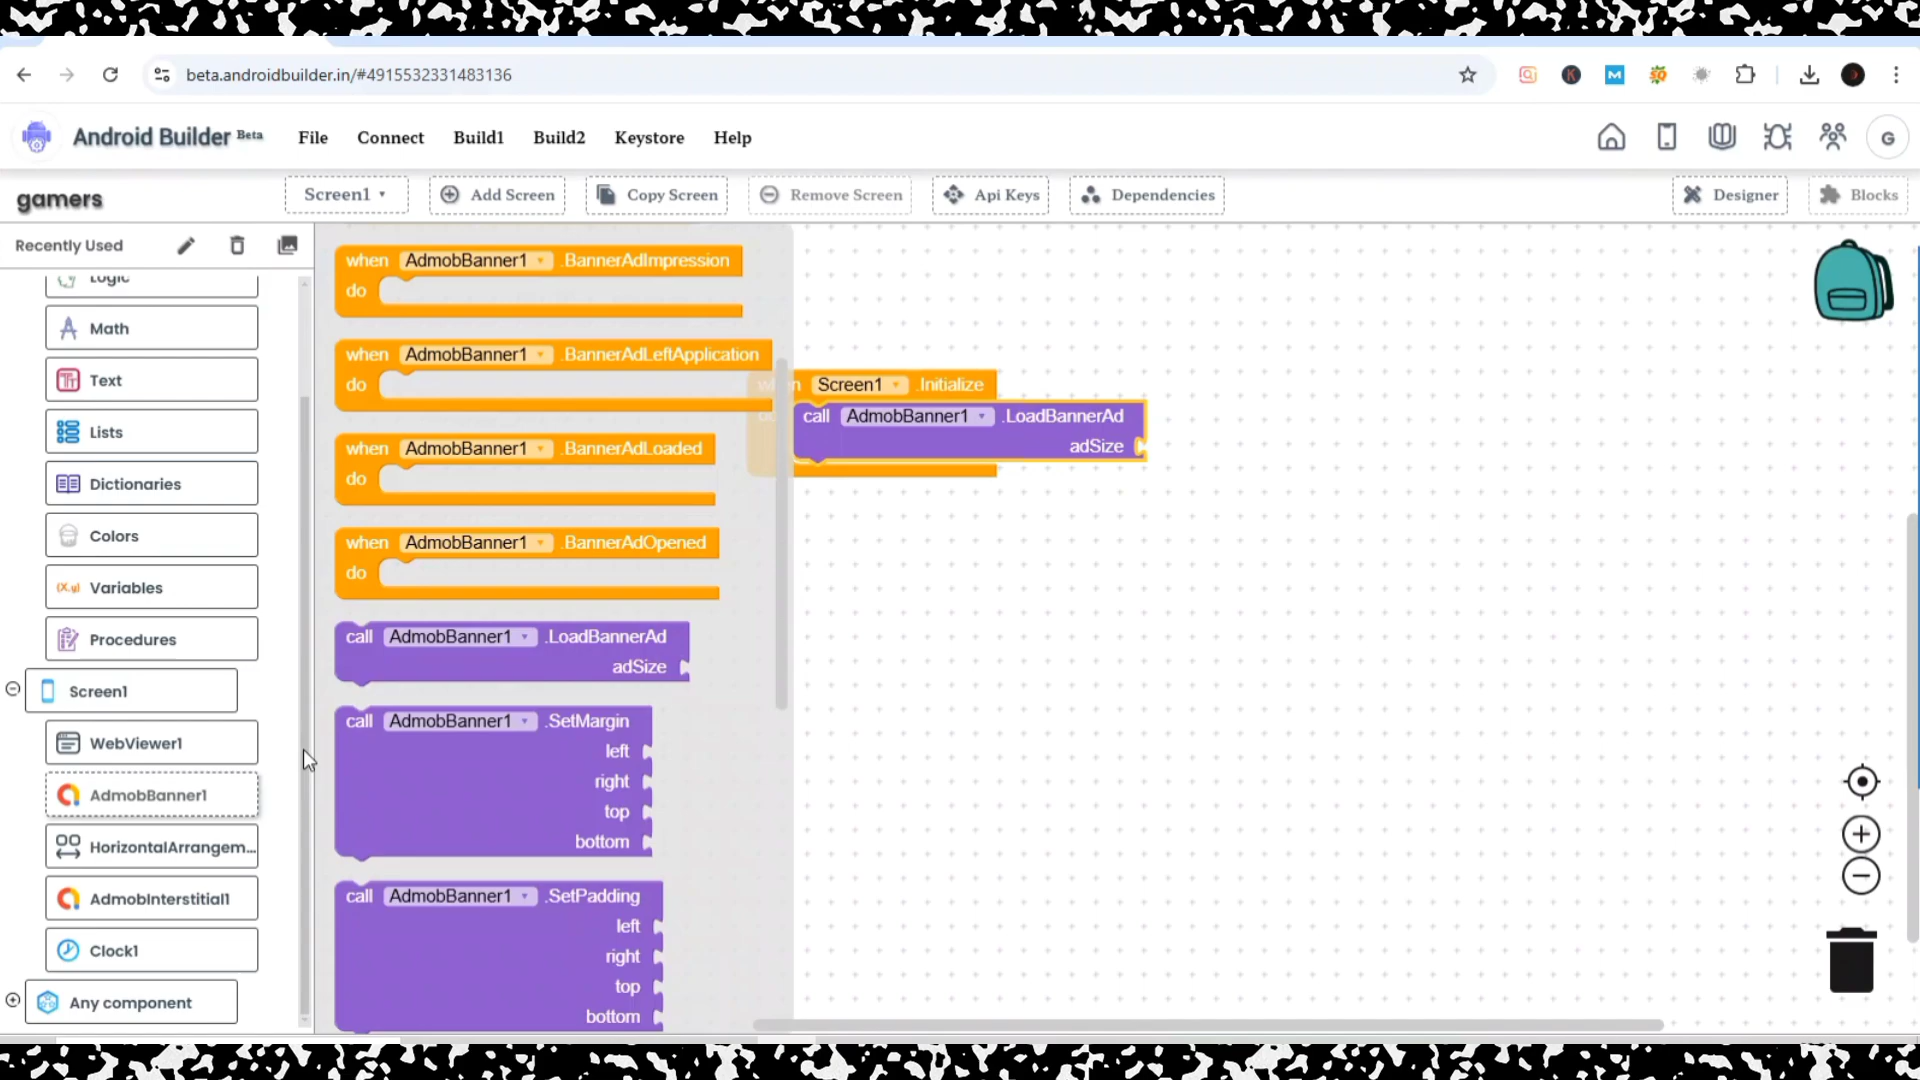 beta.androidbuilder.in/#4915532331483136
Android Builder Beta
File Connect Build1 Build2 Keystore Help
G
gamers
Screen1 Add Screen Copy Screen Remove Screen Api Keys Dependencies Designer Blocks
Recently Used
Logic
Math
Text
Lists
Dictionaries
Colors
Variables
Procedures
Screen1
WebViewer1
AdmobBanner1
HorizontalArrangem...
AdmobInterstitial1
Clock1
Any component
when AdmobBanner1 .BannerAdImpression
do
when AdmobBanner1 .BannerAdLeftApplication
do
when AdmobBanner1 .BannerAdLoaded
do
when AdmobBanner1 .BannerAdOpened
do
call AdmobBanner1 .LoadBannerAd
adSize
call AdmobBanner1 .SetMargin
left
right
top
bottom
call AdmobBanner1 .SetPadding
left
right
top
bottom
when Screen1 .Initialize
do call AdmobBanner1 .LoadBannerAd
adSize